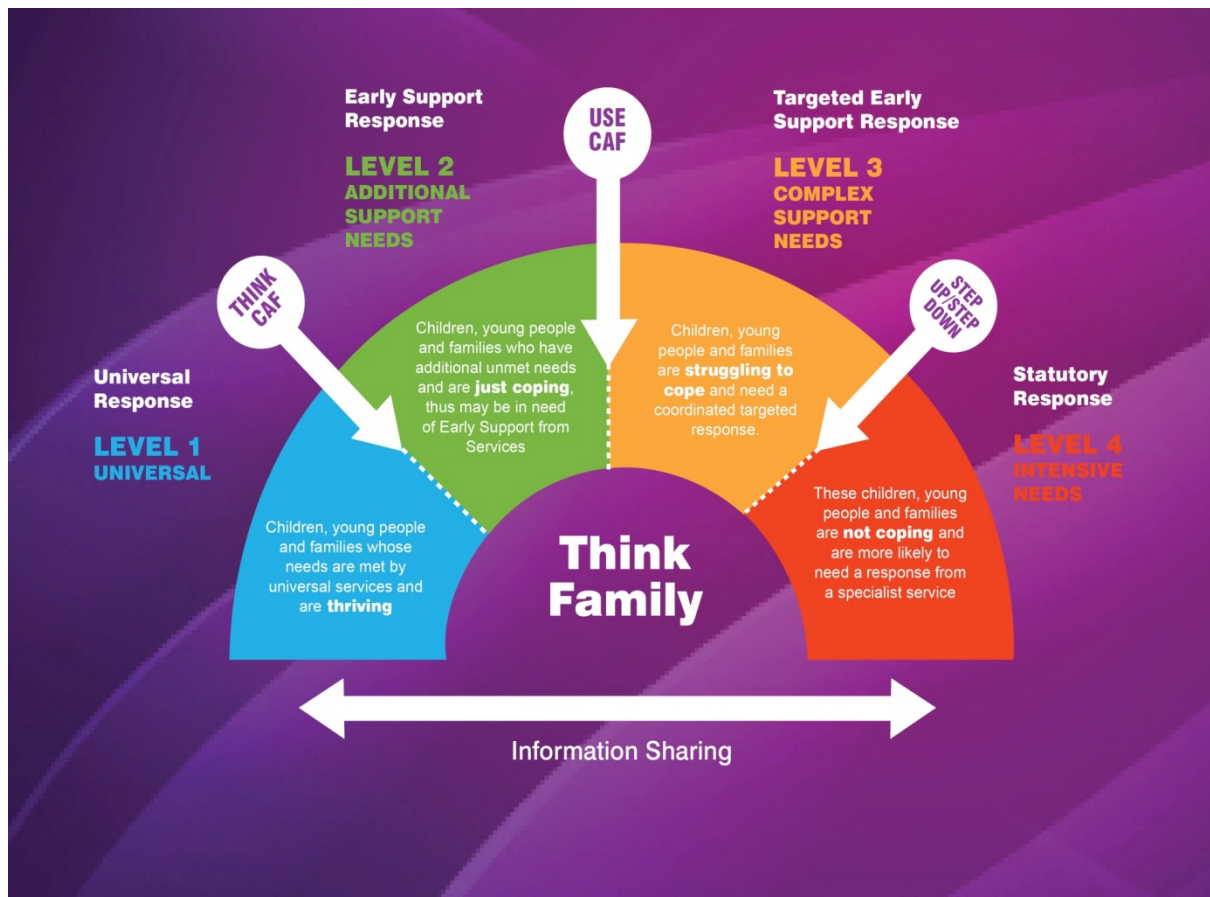 Early Support
Response
LEVEL 2
ADDITIONAL
SUPPORT
NEEDS
USE
CAF
Targeted Early
Support Response
LEVEL 3
COMPLEX
SUPPORT
NEEDS
THINK
CAF
STEP
UP/STEP
DOWN
Universal
Response
LEVEL 1
UNIVERSAL
Children, young people
and families who have
additional unmet needs
and are just coping,
thus may be in need
of Early Support from
Services
Children, young
people and families
are struggling to
cope and need a
coordinated targeted
response.
Statutory
Response
LEVEL 4
INTENSIVE
NEEDS
Children, young people
and families whose
needs are met by
universal services and
are thriving
These children, young
people and families
are not coping and
are more likely to
need a response from
a specialist service
Think
Family
Information Sharing